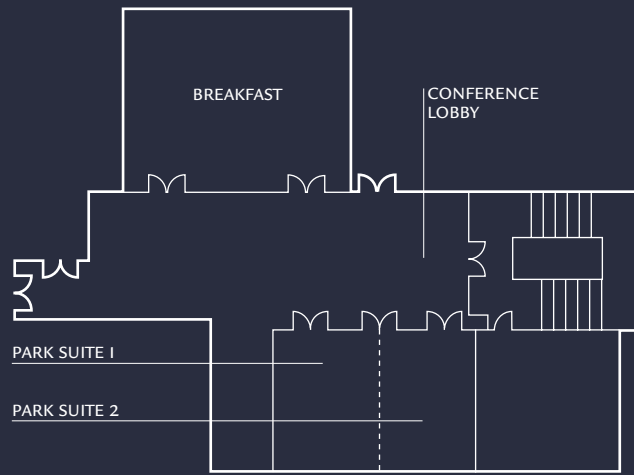 BREAKFAST
CONFERENCE
LOBBY
PARK SUITE 1
PARK SUITE 2